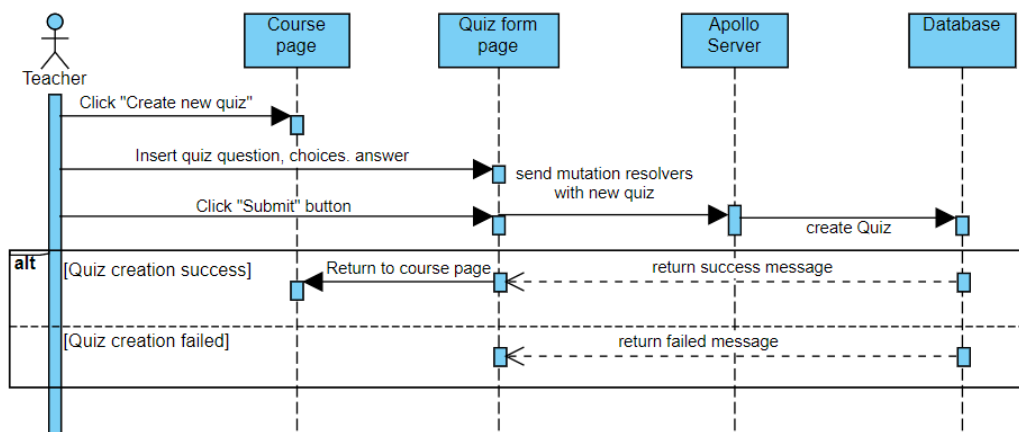 Course
page
Quiz form
page
Apollo
Server
Database
Teacher
Click "Create new quiz"
Insert quiz question, choices. answer
send mutation resolvers
with new quiz
Click "Submit" button
create Quiz
alt
[Quiz creation success]
Return to course page
return success message
[Quiz creation failed]
return failed message